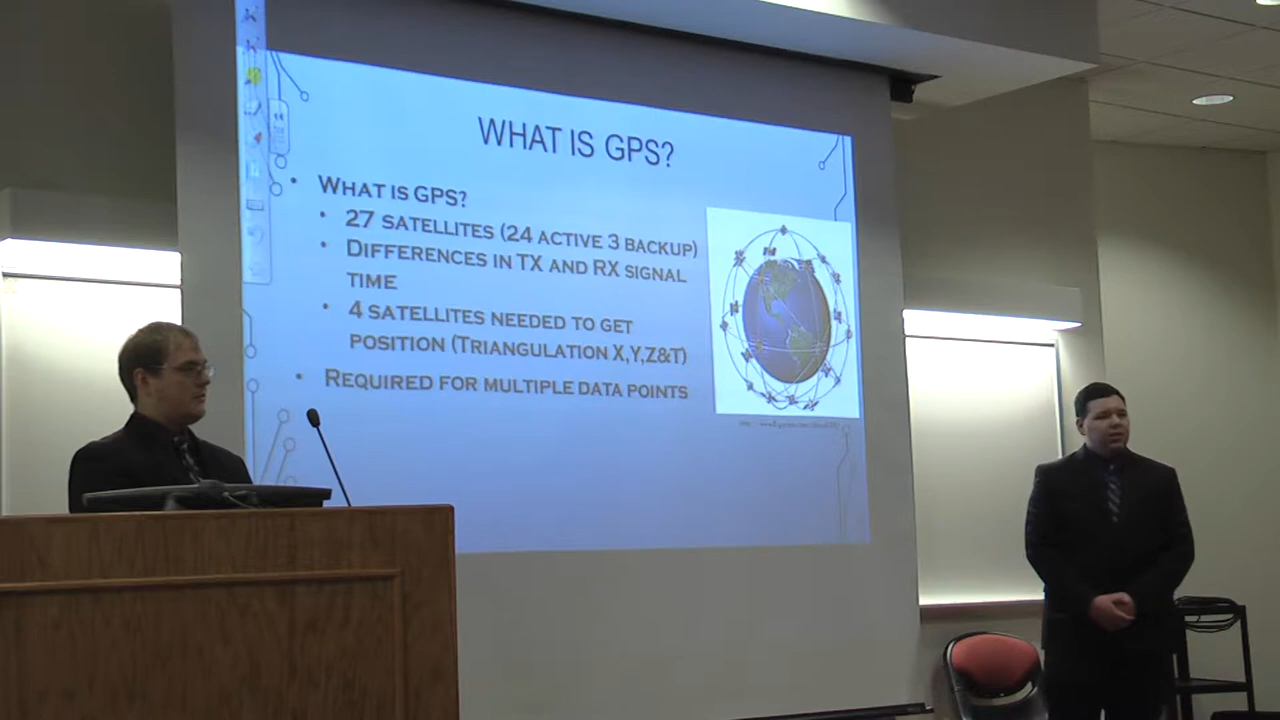 WHAT IS GPS?
WHAT IS GPS?
27 SATELLITES (24 ACTIVE 3 BACKUP)
DIFFERENCES IN TX AND RX SIGNAL
TIME
4 SATELLITES NEEDED TO GET
POSITION (TRIANGULATION X,Y,Z&T)
REQUIRED FOR MULTIPLE DATA POINTS